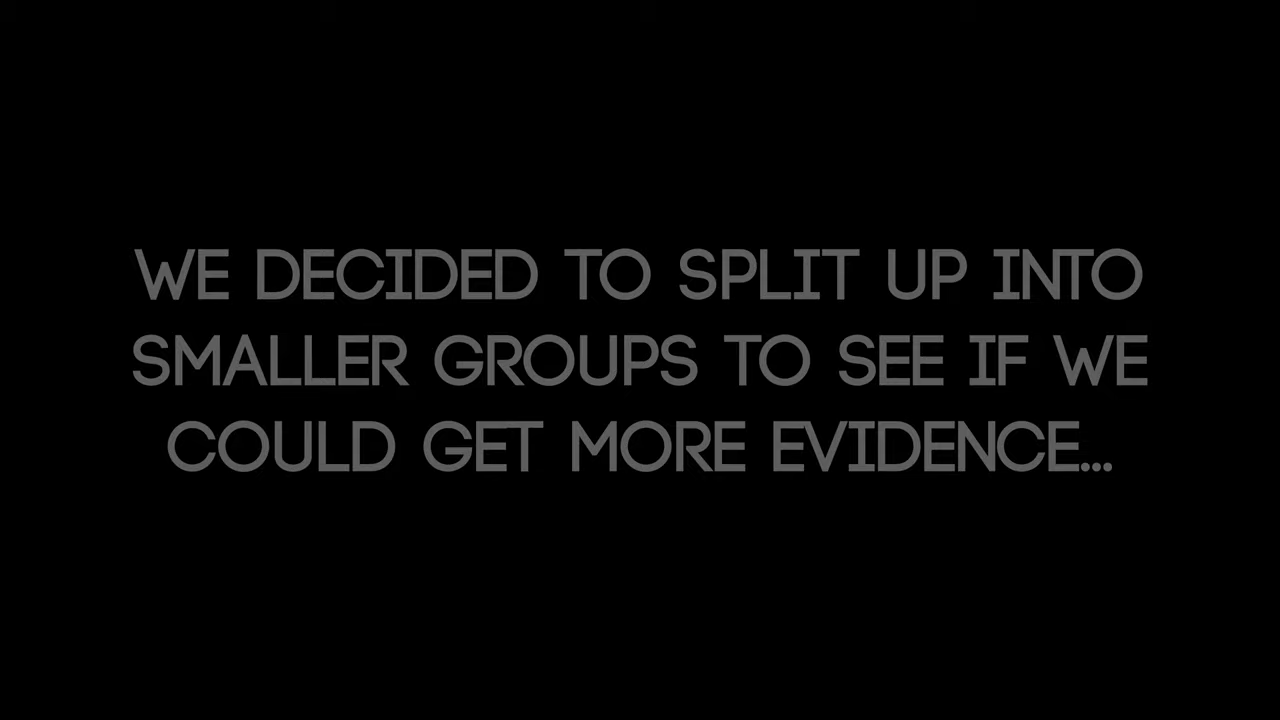 WE DECIDED TO SPLIT UP INTO
SMALLER GROUPS TO SEE IF WE
COULD GET MORE EVIDENCE...